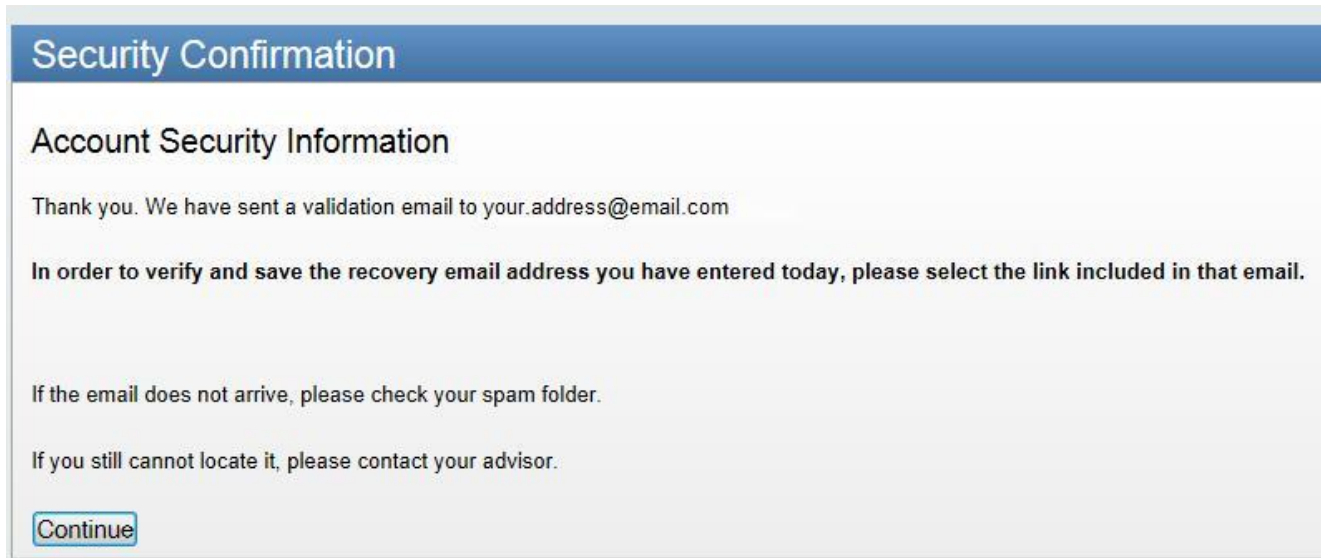 Security Confirmation
Account Security Information
Thank you. We have sent a validation email to your.address@email.com
In order to verify and save the recovery email address you have entered today, please select the link included in that email.
If the email does not arrive, please check your spam folder.
If you still cannot locate it, please contact your advisor.
Continue